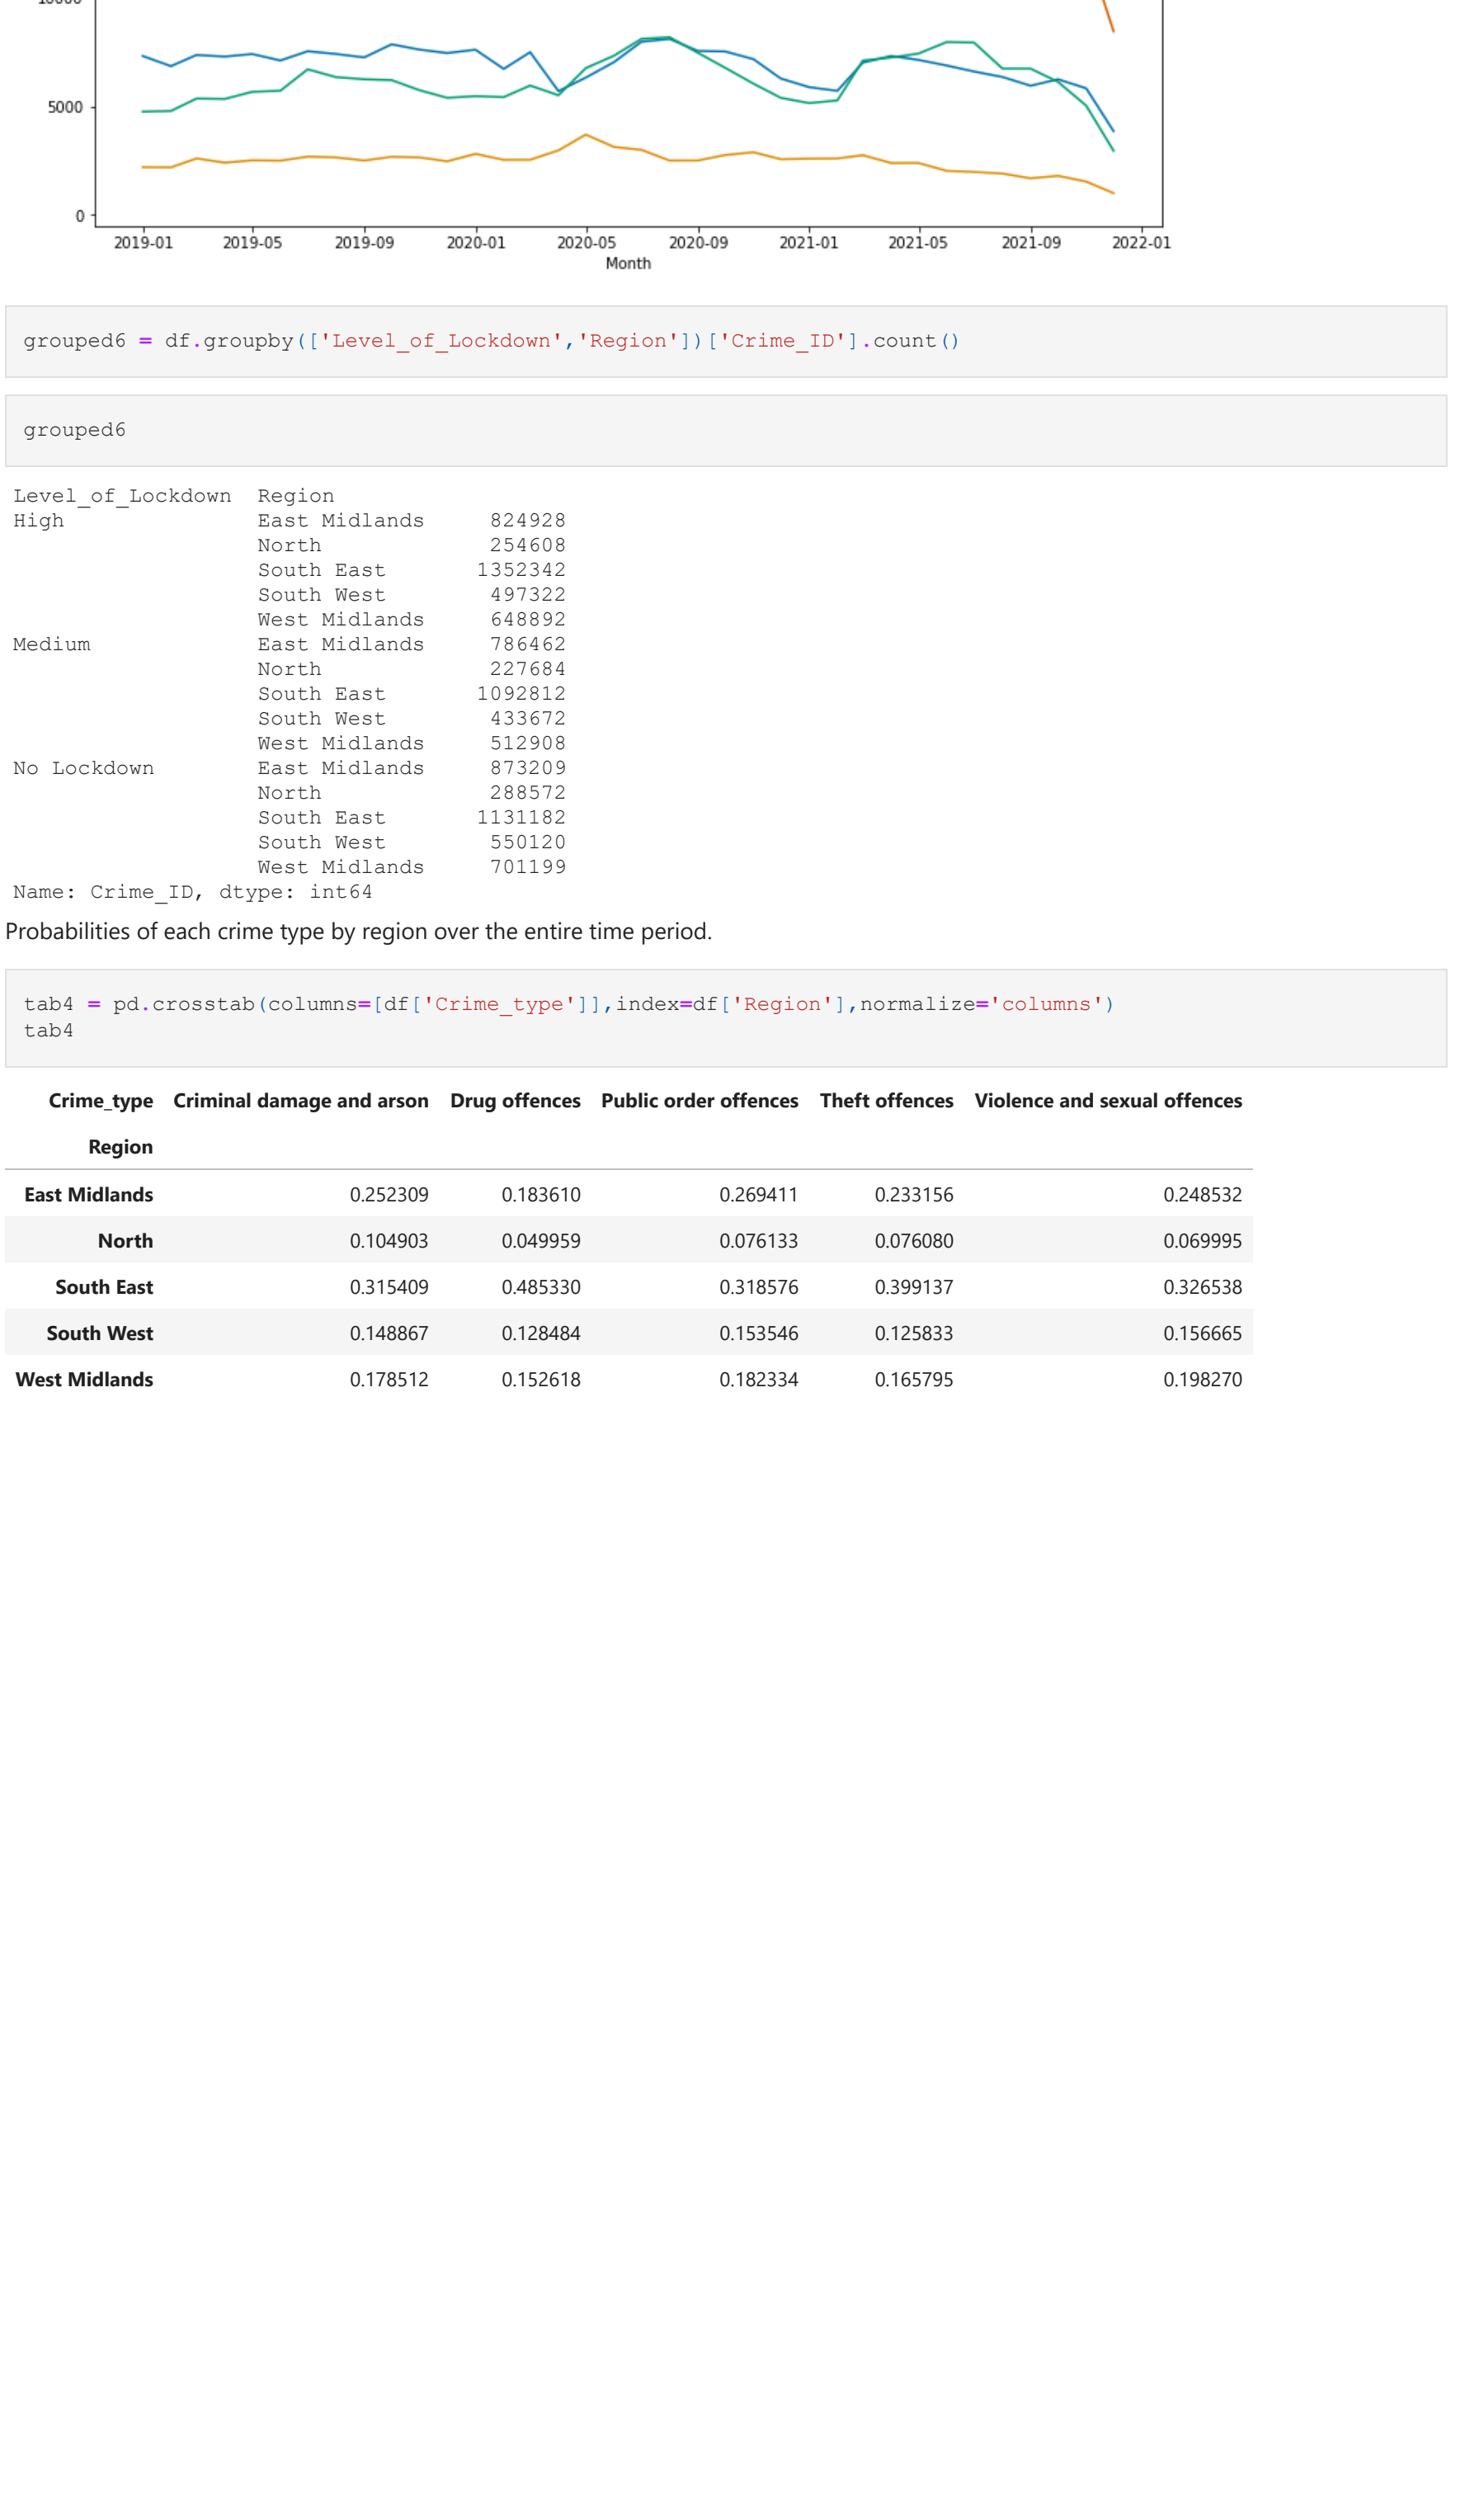 10000
5000
0
2019-01 2019-05 2019-09 2020-01 2020-05 2020-09 2021-01 2021-05 2021-09 2022-01
Month
grouped6 = df.groupby(['Level_of_Lockdown','Region'])['Crime_ID'].count()
grouped6
Level_of_Lockdown Region
High East Midlands 824928
North 254608
South East 1352342
South West 497322
West Midlands 648892
Medium East Midlands 786462
North 227684
South East 1092812
South West 433672
West Midlands 512908
No Lockdown East Midlands 873209
North 288572
South East 1131182
South West 550120
West Midlands 701199
Name: Crime_ID, dtype: int64
Probabilities of each crime type by region over the entire time period.
tab4 = pd.crosstab(columns=[df['Crime_type']],index=df['Region'],normalize='columns')
tab4
Crime_type Criminal damage and arson Drug offences Public order offences Theft offences Violence and sexual offences
Region
East Midlands 0.252309 0.183610 0.269411 0.233156 0.248532
North 0.104903 0.049959 0.076133 0.076080 0.069995
South East 0.315409 0.485330 0.318576 0.399137 0.326538
South West 0.148867 0.128484 0.153546 0.125833 0.156665
West Midlands 0.178512 0.152618 0.182334 0.165795 0.198270